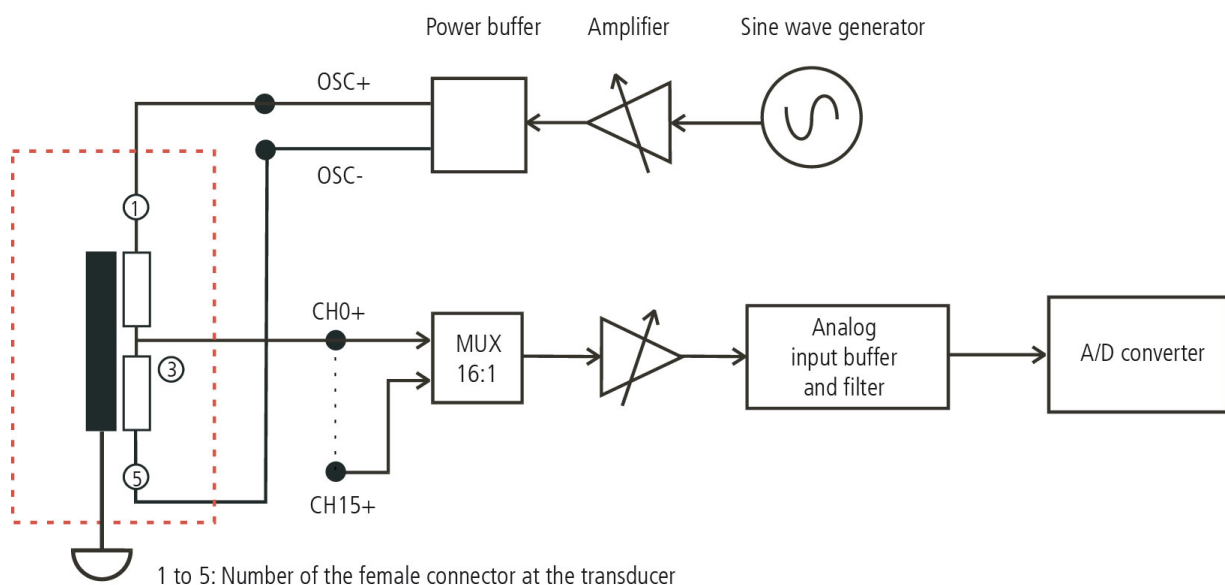 Power buffer
Amplifier
Sine wave generator
OSC+
OSC-
1
CH0+
MUX
16:1
Analog
input buffer
and filter
A/D converter
3
5
CH15+
1 to 5: Number of the female connector at the transducer